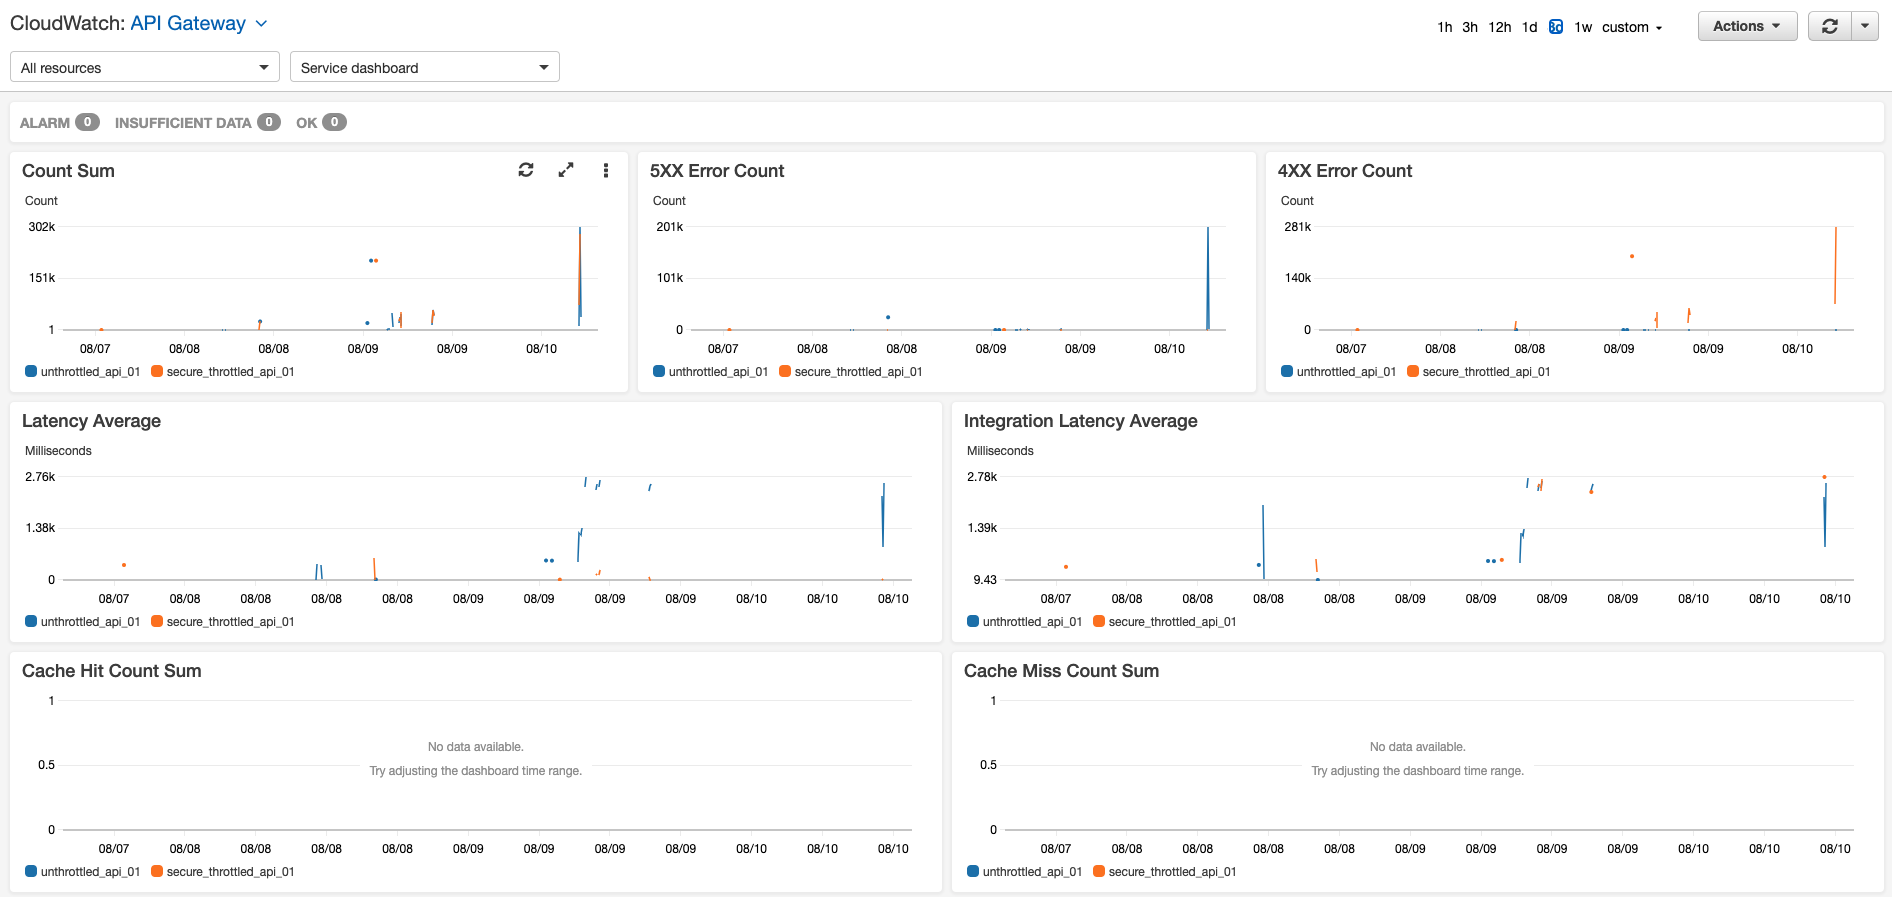 CloudWatch: API Gateway
1h 3h 12h 1d 3d 1w custom
Actions
All resources
Service dashboard
ALARM 0 INSUFFICIENT DATA 0 OK 0
Count Sum
Count
302k
151k
1
08/07 08/08 08/08 08/09 08/09 08/10
unthrottled_api_01 secure_throttled_api_01
5XX Error Count
Count
201k
101k
0
08/07 08/08 08/08 08/09 08/09 08/10
unthrottled_api_01 secure_throttled_api_01
4XX Error Count
Count
281k
140k
0
08/07 08/08 08/08 08/09 08/09 08/10
unthrottled_api_01 secure_throttled_api_01
Latency Average
Milliseconds
2.76k
1.38k
0
08/07 08/08 08/08 08/08 08/08 08/09 08/09 08/09 08/09 08/10 08/10 08/10
unthrottled_api_01 secure_throttled_api_01
Integration Latency Average
Milliseconds
2.78k
1.39k
9.43
08/07 08/08 08/08 08/08 08/08 08/09 08/09 08/09 08/09 08/10 08/10 08/10
unthrottled_api_01 secure_throttled_api_01
Cache Hit Count Sum
1
No data available.
0.5
Try adjusting the dashboard time range.
0
08/07 08/08 08/08 08/08 08/08 08/09 08/09 08/09 08/09 08/10 08/10 08/10
unthrottled_api_01 secure_throttled_api_01
Cache Miss Count Sum
1
No data available.
0.5
Try adjusting the dashboard time range.
0
08/07 08/08 08/08 08/08 08/08 08/09 08/09 08/09 08/09 08/10 08/10 08/10
unthrottled_api_01 secure_throttled_api_01